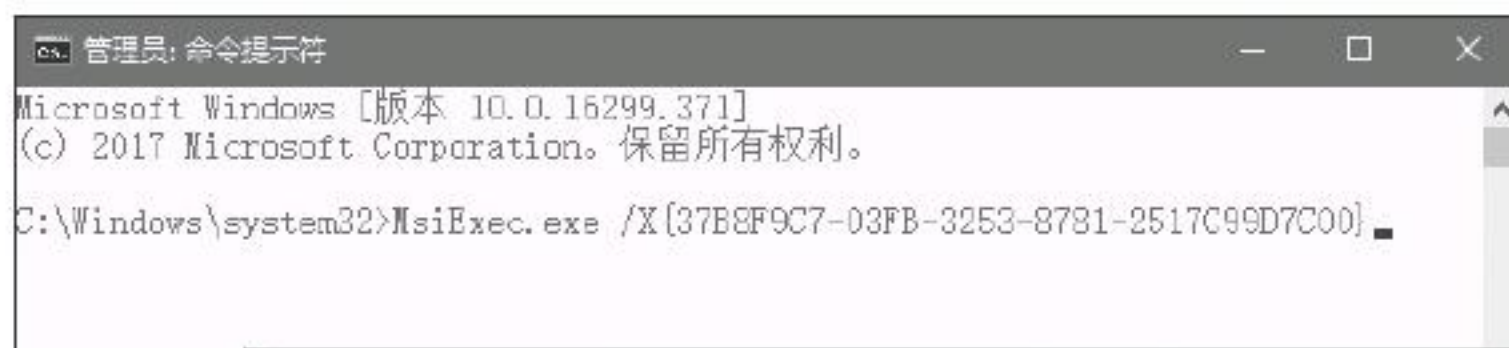 管理员: 命令提示符
Microsoft Windows [版本 10.0.16299.371]
(c) 2017 Microsoft Corporation。保留所有权利。
C:\Windows\system32>MsiExec.exe /X{37B8F9C7-03FB-3253-8781-2517C99D7C00}